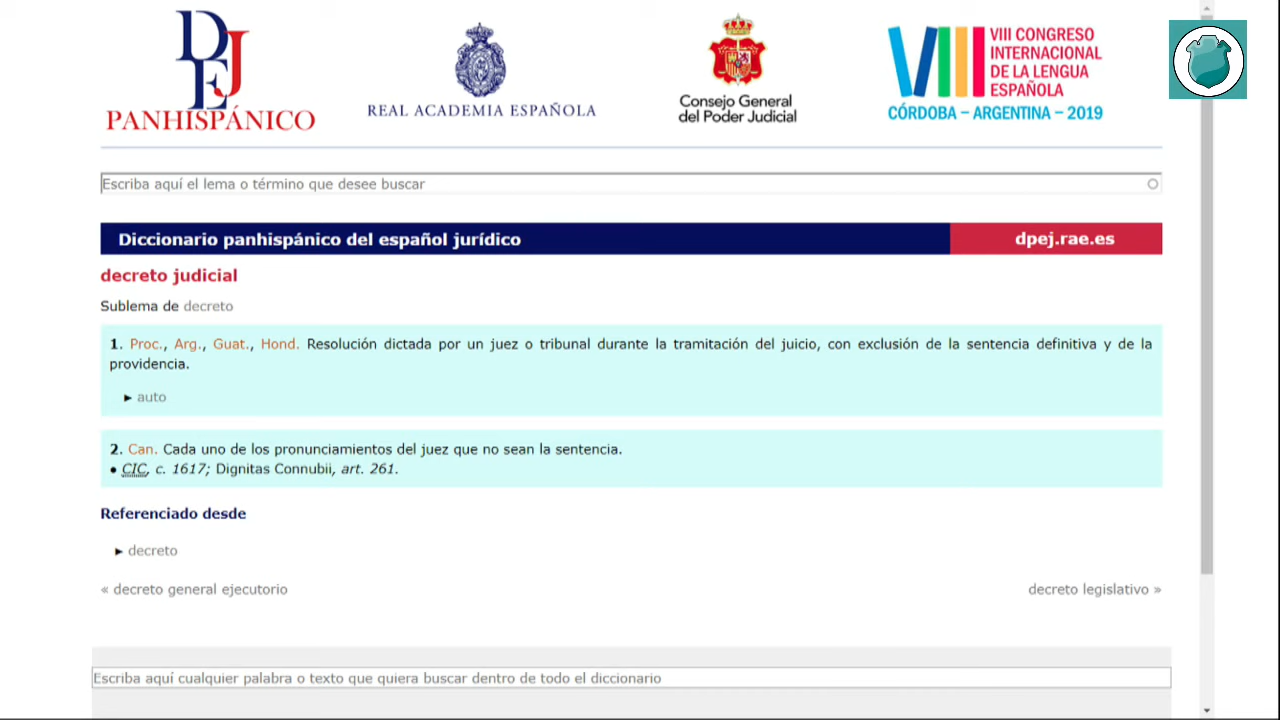 DEJ
PANHISPÁNICO
REAL ACADEMIA ESPAÑOLA
Consejo General
del Poder Judicial
VIII CONGRESO
INTERNACIONAL
DE LA LENGUA
ESPAÑOLA
CÓRDOBA – ARGENTINA – 2019
Escriba aquí el lema o término que desee buscar
Diccionario panhispánico del español jurídico
dpej.rae.es
decreto judicial
Sublema de decreto
1. Proc., Arg., Guat., Hond. Resolución dictada por un juez o tribunal durante la tramitación del juicio, con exclusión de la sentencia definitiva y de la
providencia.
► auto
2. Can. Cada uno de los pronunciamientos del juez que no sean la sentencia.
• CIC, c. 1617; Dignitas Connubii, art. 261.
Referenciado desde
► decreto
« decreto general ejecutorio
decreto legislativo »
Escriba aquí cualquier palabra o texto que quiera buscar dentro de todo el diccionario